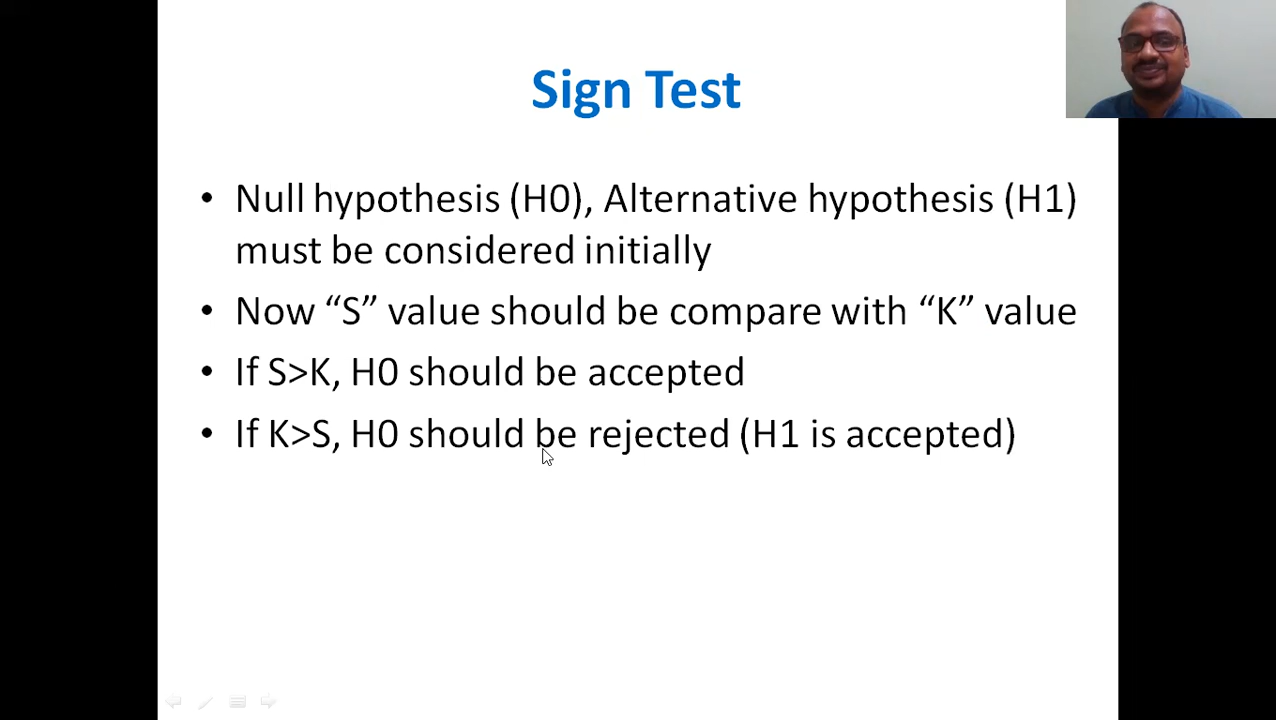 Sign Test
• Null hypothesis (H0), Alternative hypothesis (H1)
must be considered initially
• Now “S” value should be compare with “K” value
• If S>K, H0 should be accepted
• If K>S, H0 should be rejected (H1 is accepted)